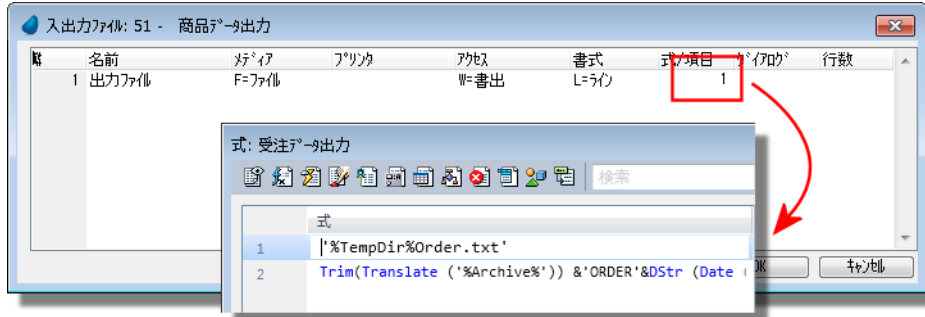 入出力ﾌｧｲﾙ: 51 - 商品ﾃﾞｰﾀ出力
名前 ﾒﾃﾞｨｱ ﾌﾟﾘﾝﾀ ｱｸｾｽ 書式 式/項目 ﾀﾞｲｱﾛｸﾞ 行数
1 出力ﾌｧｲﾙ F=ﾌｧｲﾙ W=書出 L=ﾗｲﾝ 1
式: 受注ﾃﾞｰﾀ出力
検索
式
1 '%TempDir%Order.txt'
2 Trim(Translate ('%Archive%')) &'ORDER'&DStr (Date (
ｷｬﾝｾﾙ